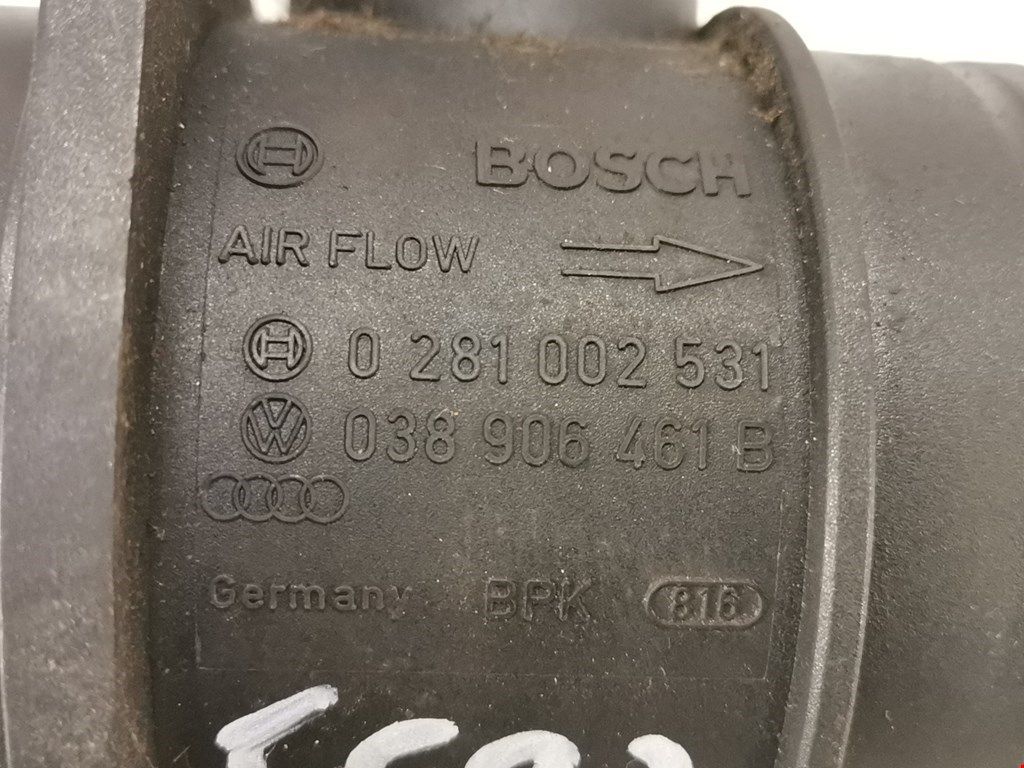 BOSCH
AIR FLOW
0 281 002 531
038 906 461 B
Germany BPK 816